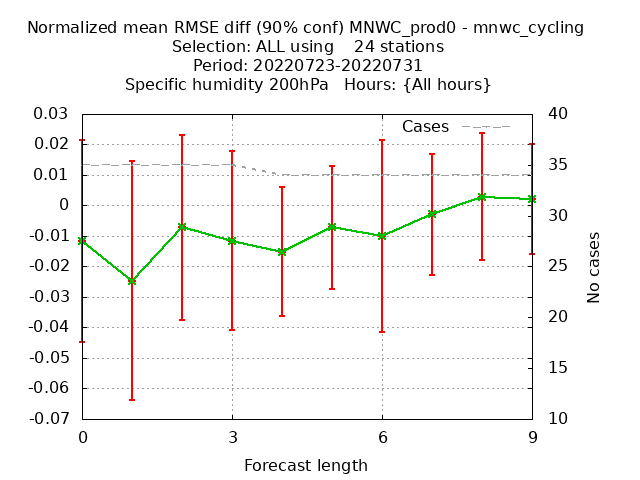 Normalized mean RMSE diff (90% conf) MNWC_prod0 - mnwc_cycling
Selection: ALL using    24 stations
Period: 20220723-20220731
Specific humidity 200hPa   Hours: {All hours}
0.03
0.02
0.01
0
-0.01
-0.02
-0.03
-0.04
-0.05
-0.06
-0.07
Cases
40
35
30
25
20
15
10
No cases
0 3 6 9
Forecast length